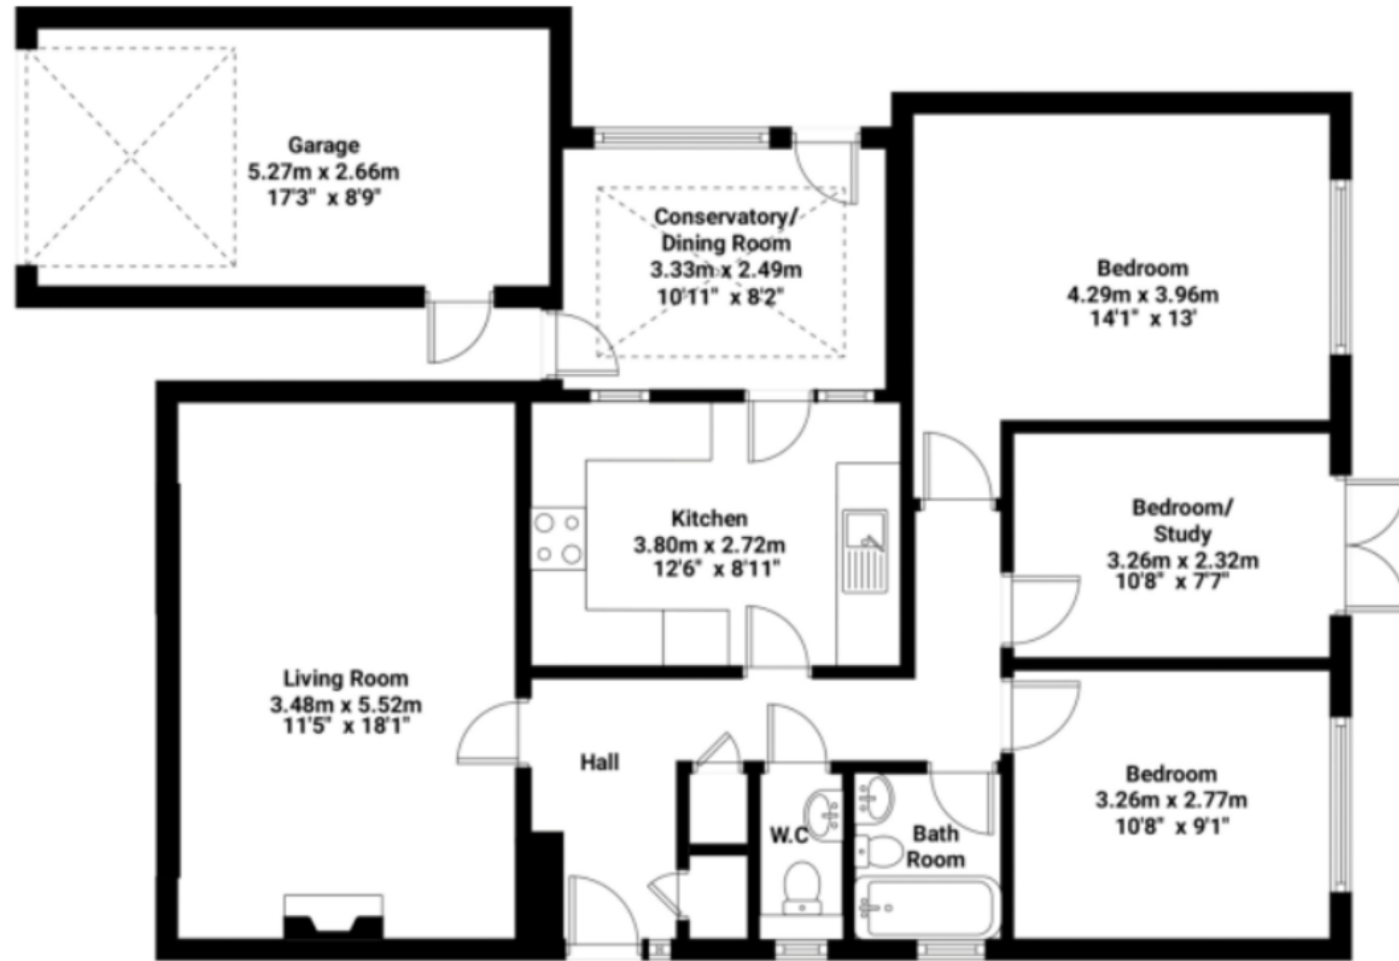 Garage
5.27m x 2.66m
17'3" x 8'9"
Conservatory/
Dining Room
3.33m x 2.49m
10'11" x 8'2"
Bedroom
4.29m x 3.96m
14'1" x 13'
Kitchen
3.80m x 2.72m
12'6" x 8'11"
Bedroom/
Study
3.26m x 2.32m
10'8" x 7'7"
Living Room
3.48m x 5.52m
11'5" x 18'1"
Hall
W.C
Bath
Room
Bedroom
3.26m x 2.77m
10'8" x 9'1"